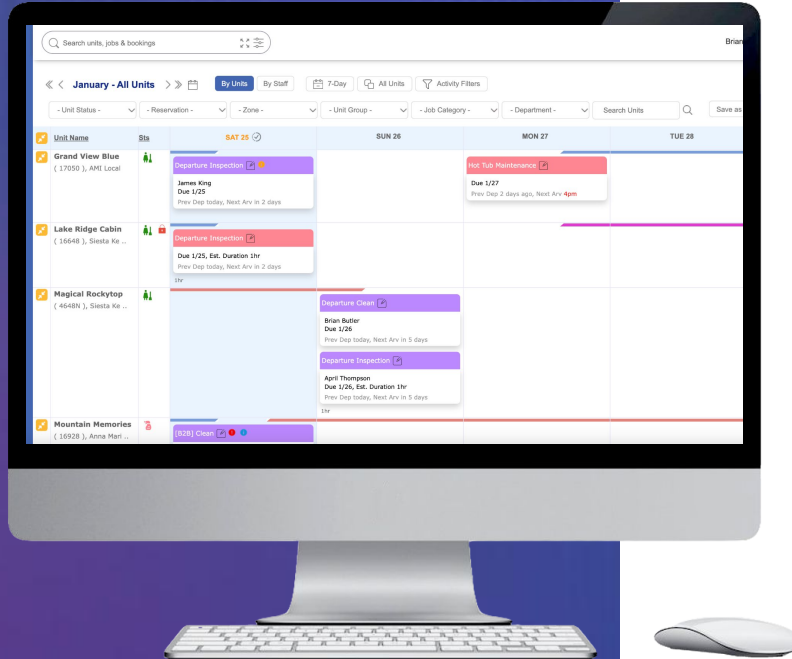 Search units, jobs & bookings
Brian
January - All Units
By Units
By Staff
7-Day
All Units
Activity Filters
- Unit Status -
- Reservation -
- Zone -
- Unit Group -
- Job Category -
- Department -
Search Units
Save as
Unit Name
Sts
SAT 25
SUN 26
MON 27
TUE 28
Grand View Blue
( 17050 ), AMI Local
Departure Inspection
James King
Due 1/25
Prev Dep today, Next Arv in 2 days
Hot Tub Maintenance
Due 1/27
Prev Dep 2 days ago, Next Arv 4pm
Lake Ridge Cabin
( 16648 ), Siesta Ke ..
Departure Inspection
Due 1/25, Est. Duration 1hr
Prev Dep today, Next Arv in 2 days
1hr
Magical Rockytop
( 4648N ), Siesta Ke ..
Departure Clean
Brian Butler
Due 1/26
Prev Dep today, Next Arv in 5 days
Departure Inspection
April Thompson
Due 1/26, Est. Duration 1hr
Prev Dep today, Next Arv in 5 days
1hr
Mountain Memories
( 16928 ), Anna Mari ..
[B2B] Clean